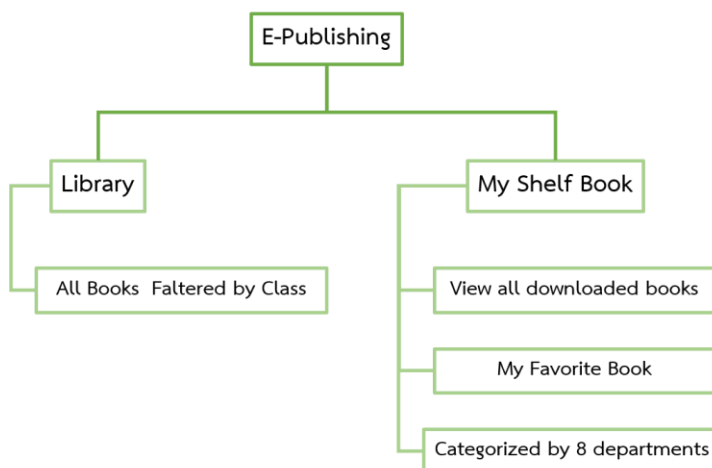 E-Publishing
Library
My Shelf Book
All Books Faltered by Class
View all downloaded books
My Favorite Book
Categorized by 8 departments